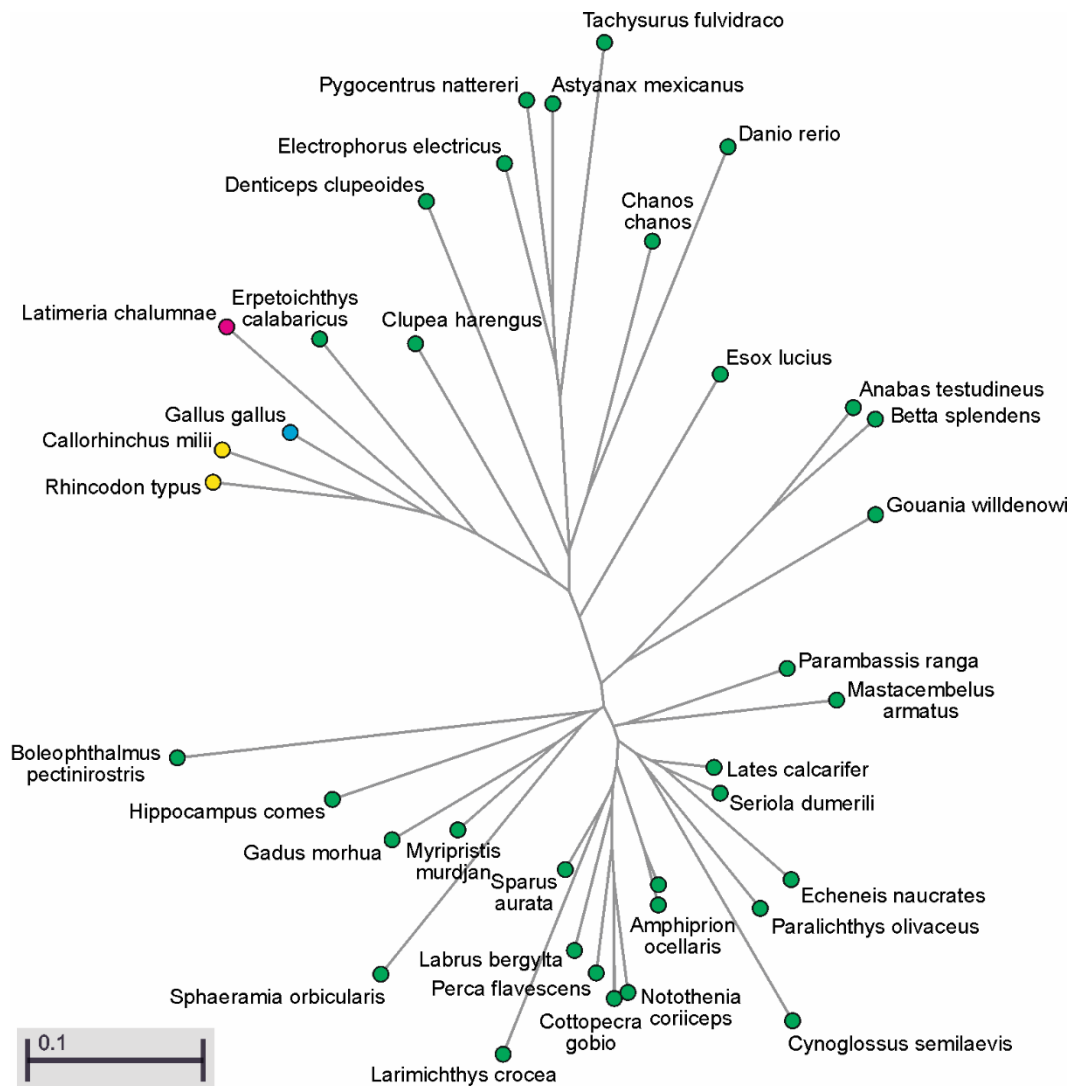 Tachysurus fulvidraco
Pygocentrus nattereri
Astyanax mexicanus
Danio rerio
Electrophorus electricus
Denticeps clupeoides
Chanos
chanos
Latimeria chalumnae
Erpetoichthys
calabaricus
Clupea harengus
Esox lucius
Anabas testudineus
Betta splendens
Gallus gallus
Callorhinchus milii
Rhincodon typus
Gouania willdenowi
Parambassis ranga
Mastacembelus
armatus
Boleophthalmus
pectinirostris
Lates calcarifer
Seriola dumerili
Hippocampus comes
Gadus morhua
Myripristis
murdjan
Sparus
aurata
Echeneis naucrates
Paralichthys olivaceus
Amphiprion
ocellaris
Labrus bergylta
Perca flavescens
Sphaeramia orbicularis
Notothenia
coriiceps
Cottopecra
gobio
Cynoglossus semilaevis
Larimichthys crocea
0.1